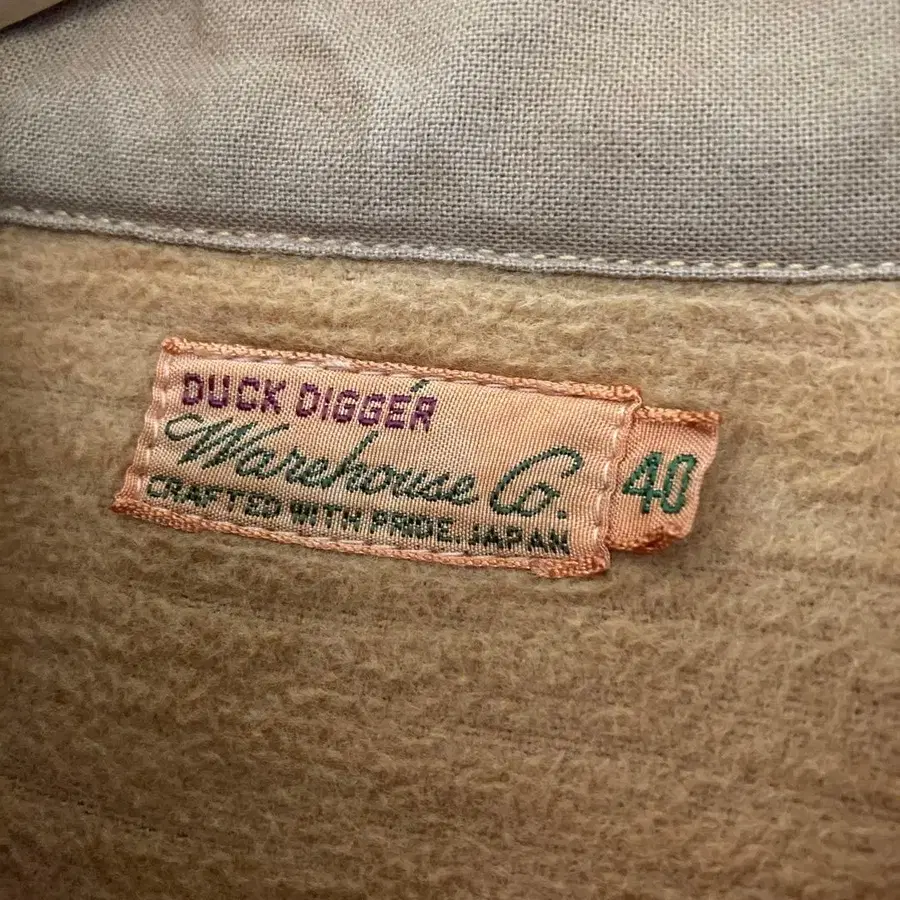 DUCK DIGGER
Warehouse Co.
CRAFTED WITH PRIDE. JAPAN
40